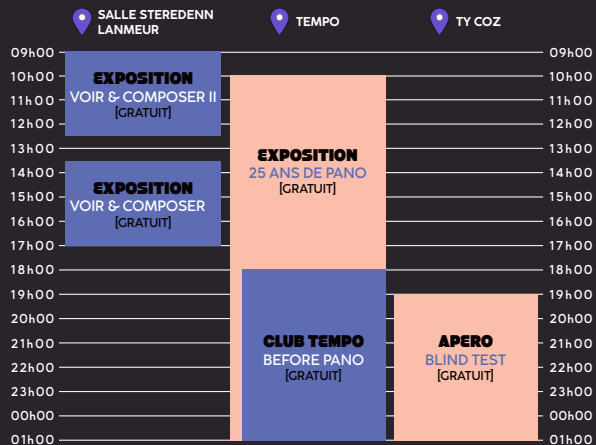 SALLE STEREDENN
LANMEUR
TEMPO
TY COZ
09h00
10h00
11h00
12h00
13h00
14h00
15h00
16h00
17h00
18h00
19h00
20h00
21h00
22h00
23h00
00h00
01h00
EXPOSITION
VOIR & COMPOSER II
[GRATUIT]
EXPOSITION
VOIR & COMPOSER
[GRATUIT]
EXPOSITION
25 ANS DE PANO
[GRATUIT]
CLUB TEMPO
BEFORE PANO
[GRATUIT]
APERO
BLIND TEST
[GRATUIT]
09h00
10h00
11h00
12h00
13h00
14h00
15h00
16h00
17h00
18h00
19h00
20h00
21h00
22h00
23h00
00h00
01h00